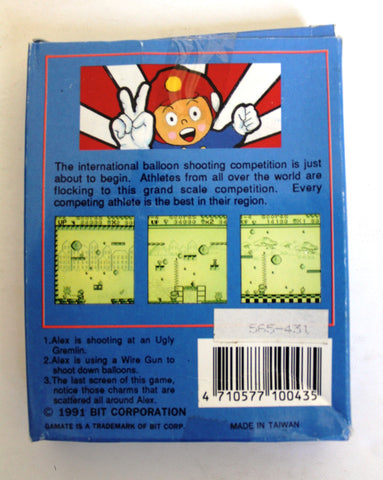 The international balloon shooting competition is just
about to begin. Athletes from all over the world are
flocking to this grand scale competition. Every
competing athlete is the best in their region.
565-431
1.Alex is shooting at an Ugly
Gremlin.
2.Alex is using a Wire Gun to
shoot down balloons.
3.The last screen of this game,
notice those charms that are
scattered all around Alex.
© 1991 BIT CORPORATION
GAMATE IS A TRADEMARK OF BIT CORP.
4 710577 100435
MADE IN TAIWAN